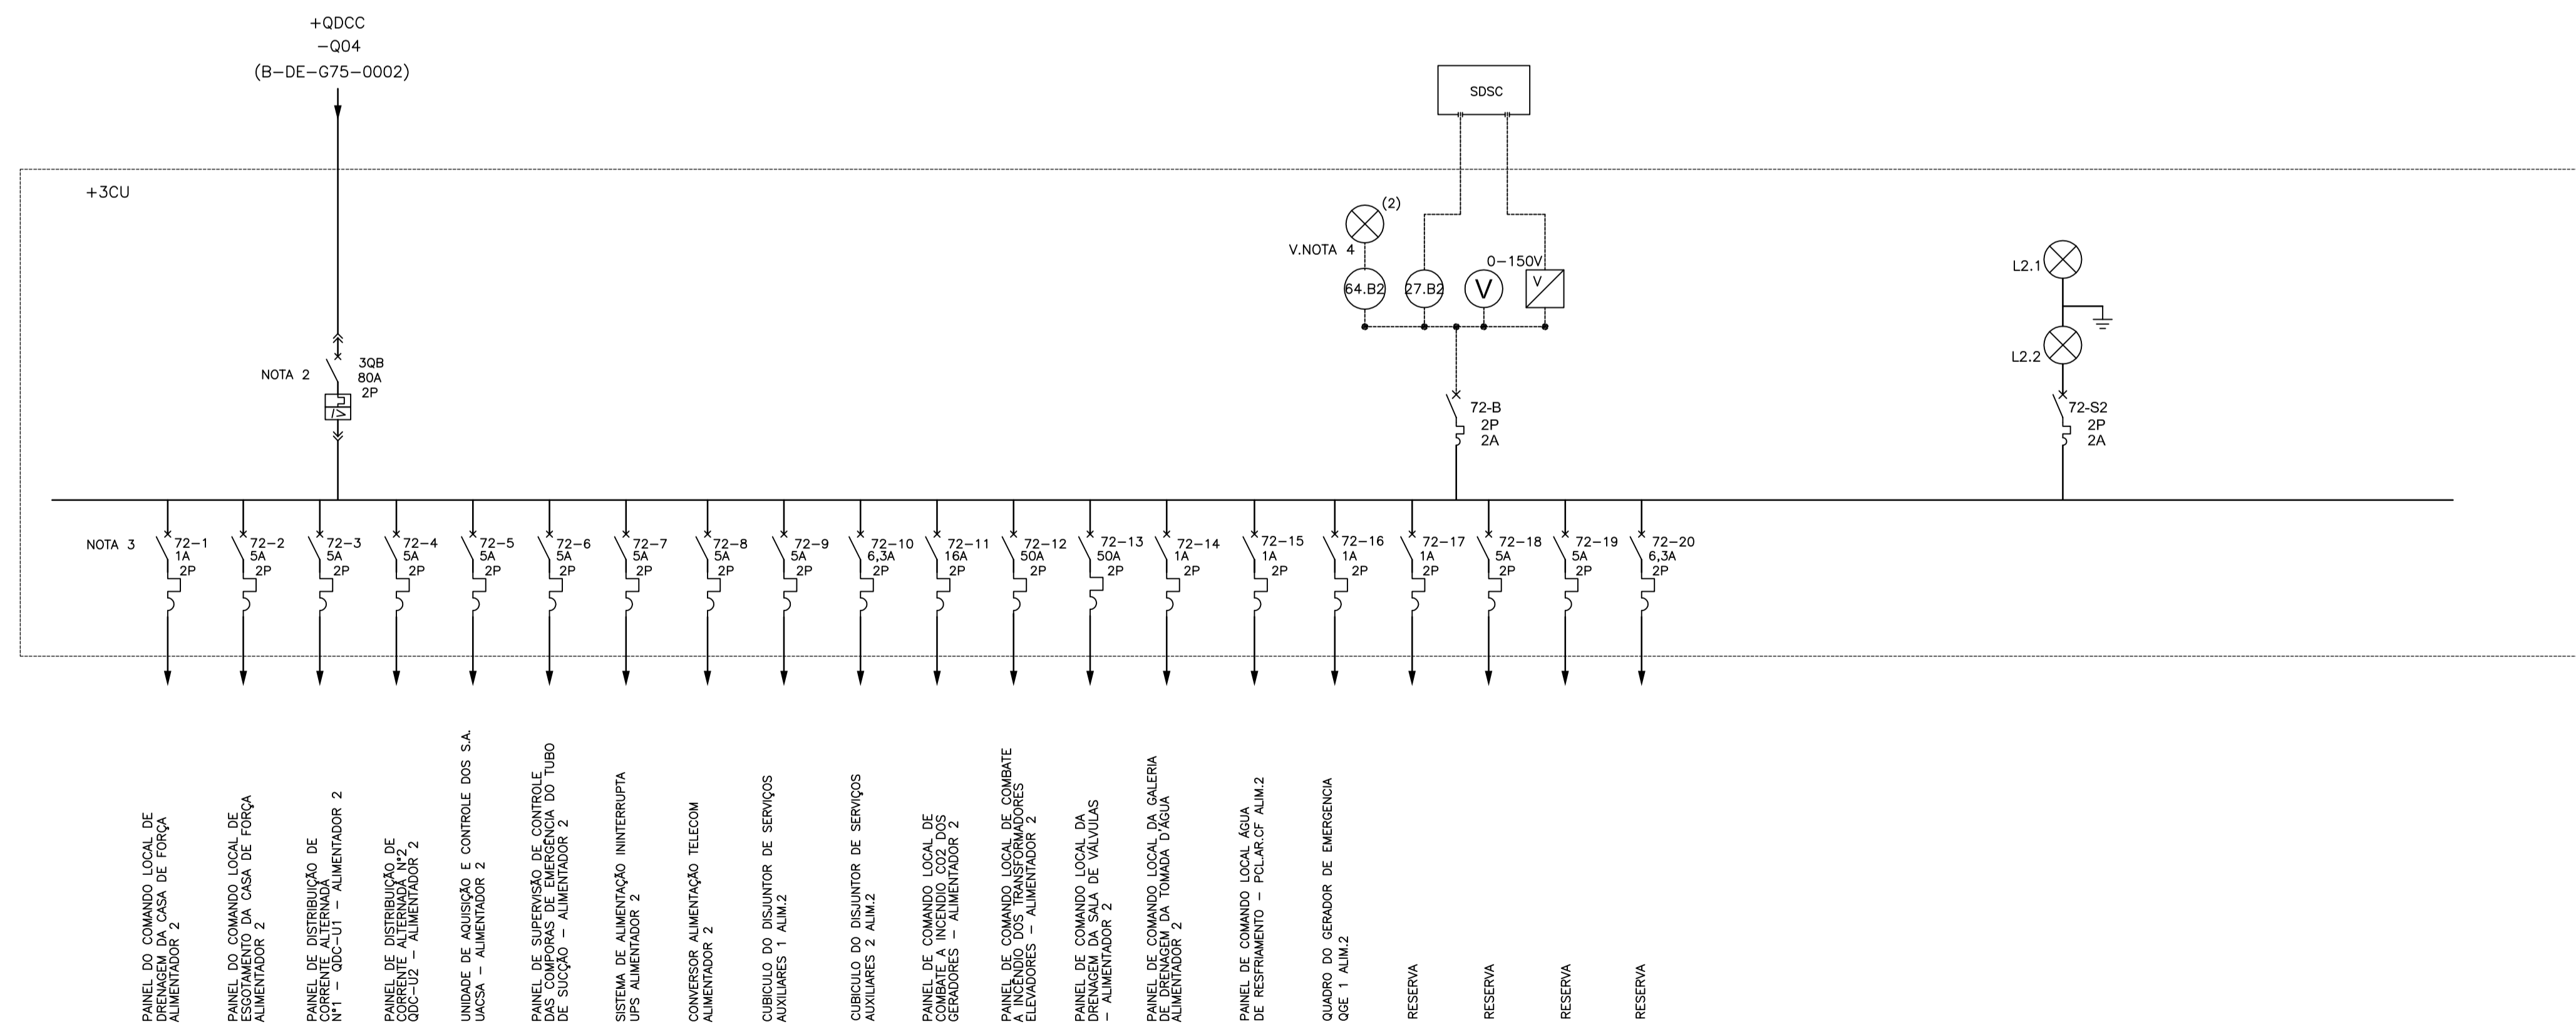 +QDCC
-Q04
(B-DE-G75-0002)
SDSC
+3CU
(2)
V.NOTA 4
0-150V
64.B2
27.B2
V
V
L2.1
L2.2
NOTA 2
3QB
80A
2P
I>
72-B
2P
2A
72-S2
2P
2A
NOTA 3
72-1
1A
2P
72-2
5A
2P
72-3
5A
2P
72-4
5A
2P
72-5
5A
2P
72-6
5A
2P
72-7
5A
2P
72-8
5A
2P
72-9
5A
2P
72-10
6,3A
2P
72-11
16A
2P
72-12
50A
2P
72-13
50A
2P
72-14
1A
2P
72-15
1A
2P
72-16
1A
2P
72-17
1A
2P
72-18
5A
2P
72-19
5A
2P
72-20
6,3A
2P
PAINEL DO COMANDO LOCAL DE
DRENAGEM DA CASA DE FORÇA
ALIMENTADOR 2
PAINEL DO COMANDO LOCAL DE
ESGOTAMENTO DA CASA DE FORÇA
ALIMENTADOR 2
PAINEL DE DISTRIBUIÇÃO DE
CORRENTE ALTERNADA
N°1 - QDC-U1 - ALIMENTADOR 2
PAINEL DE DISTRIBUIÇÃO DE
CORRENTE ALTERNADA N°2
QDC-U2 - ALIMENTADOR 2
UNIDADE DE AQUISIÇÃO E CONTROLE DOS S.A.
UACSA - ALIMENTADOR 2
PAINEL DE SUPERVISÃO DE CONTROLE
DAS COMPORAS DE EMERGÊNCIA DO TUBO
DE SUCÇÃO - ALIMENTADOR 2
SISTEMA DE ALIMENTAÇÃO ININTERRUPTA
UPS ALIMENTADOR 2
CONVERSOR ALIMENTAÇÃO TELECOM
ALIMENTADOR 2
CUBICULO DO DISJUNTOR DE SERVIÇOS
AUXILIARES 1 ALIM.2
CUBICULO DO DISJUNTOR DE SERVIÇOS
AUXILIARES 2 ALIM.2
PAINEL DE COMANDO LOCAL DE
COMBATE A INCENDIO CO2 DOS
GERADORES - ALIMENTADOR 2
PAINEL DE COMANDO LOCAL DE COMBATE
A INCÊNDIO DOS TRANSFORMADORES
ELEVADORES - ALIMENTADOR 2
PAINEL DE COMANDO LOCAL DA
DRENAGEM DA SALA DE VÁLVULAS
- ALIMENTADOR 2
PAINEL DE COMANDO LOCAL DA GALERIA
DE DRENAGEM DA TOMADA D'ÁGUA
ALIMENTADOR 2
PAINEL DE COMANDO LOCAL ÁGUA
DE RESFRIAMENTO - PCL.AR.CF ALIM.2
QUADRO DO GERADOR DE EMERGENCIA
QGE 1 ALIM.2
RESERVA
RESERVA
RESERVA
RESERVA